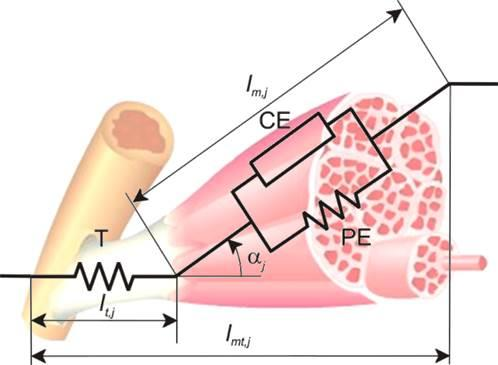 l_{m,j}
CE
T
PE
α_j
l_{t,j}
l_{mt,j}